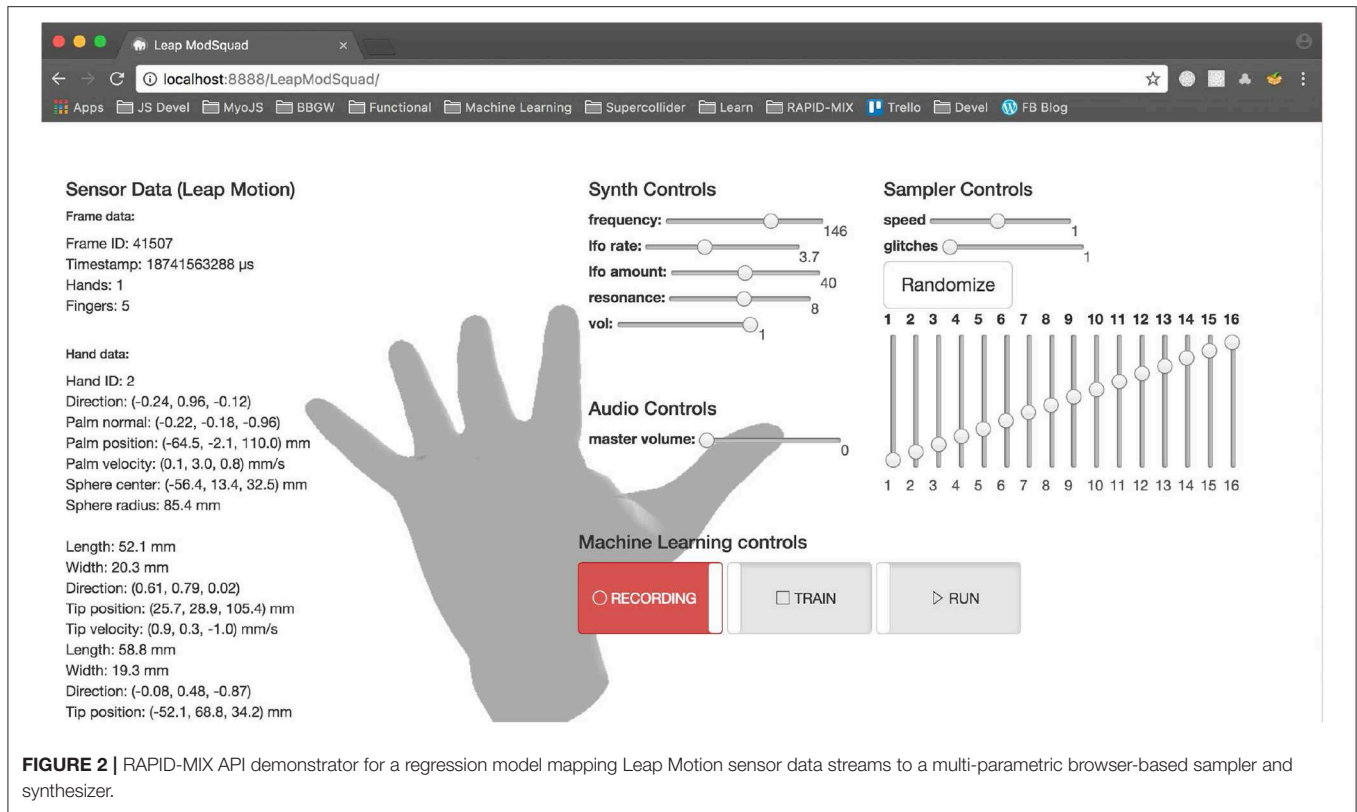 Leap ModSquad
localhost:8888/LeapModSquad/
Apps JS Devel MyoJS BBGW Functional Machine Learning Supercollider Learn RAPID-MIX Trello Devel FB Blog
Sensor Data (Leap Motion)
Frame data:
Frame ID: 41507
Timestamp: 18741563288 µs
Hands: 1
Fingers: 5
Hand data:
Hand ID: 2
Direction: (-0.24, 0.96, -0.12)
Palm normal: (-0.22, -0.18, -0.96)
Palm position: (-64.5, -2.1, 110.0) mm
Palm velocity: (0.1, 3.0, 0.8) mm/s
Sphere center: (-56.4, 13.4, 32.5) mm
Sphere radius: 85.4 mm
Length: 52.1 mm
Width: 20.3 mm
Direction: (0.61, 0.79, 0.02)
Tip position: (25.7, 28.9, 105.4) mm
Tip velocity: (0.9, 0.3, -1.0) mm/s
Length: 58.8 mm
Width: 19.3 mm
Direction: (-0.08, 0.48, -0.87)
Tip position: (-52.1, 68.8, 34.2) mm
Synth Controls
frequency: 146
lfo rate: 3.7
lfo amount: 40
resonance: 8
vol: 1
Audio Controls
master volume: 0
Sampler Controls
speed 1
glitches 1
Randomize
1 2 3 4 5 6 7 8 9 10 11 12 13 14 15 16
1 2 3 4 5 6 7 8 9 10 11 12 13 14 15 16
Machine Learning controls
RECORDING TRAIN RUN
FIGURE 2 | RAPID-MIX API demonstrator for a regression model mapping Leap Motion sensor data streams to a multi-parametric browser-based sampler and
synthesizer.